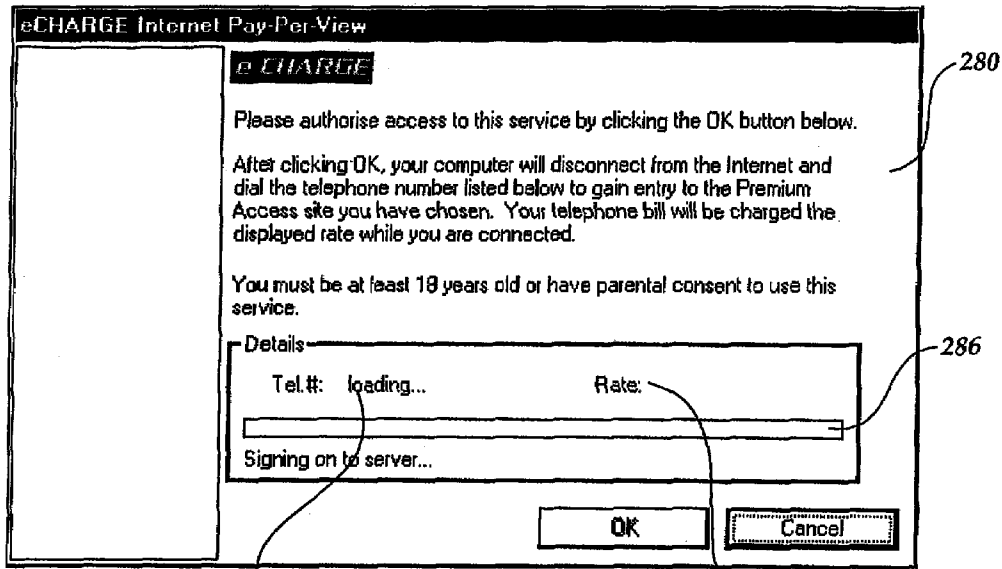 eCHARGE Internet Pay-Per-View
e CHARGE
280
Please authorise access to this service by clicking the OK button below.
After clicking OK, your computer will disconnect from the Internet and
dial the telephone number listed below to gain entry to the Premium
Access site you have chosen. Your telephone bill will be charged the
displayed rate while you are connected.
You must be at least 18 years old or have parental consent to use this
service.
Details
286
Tel.#: loading... Rate:
Signing on to server...
OK Cancel